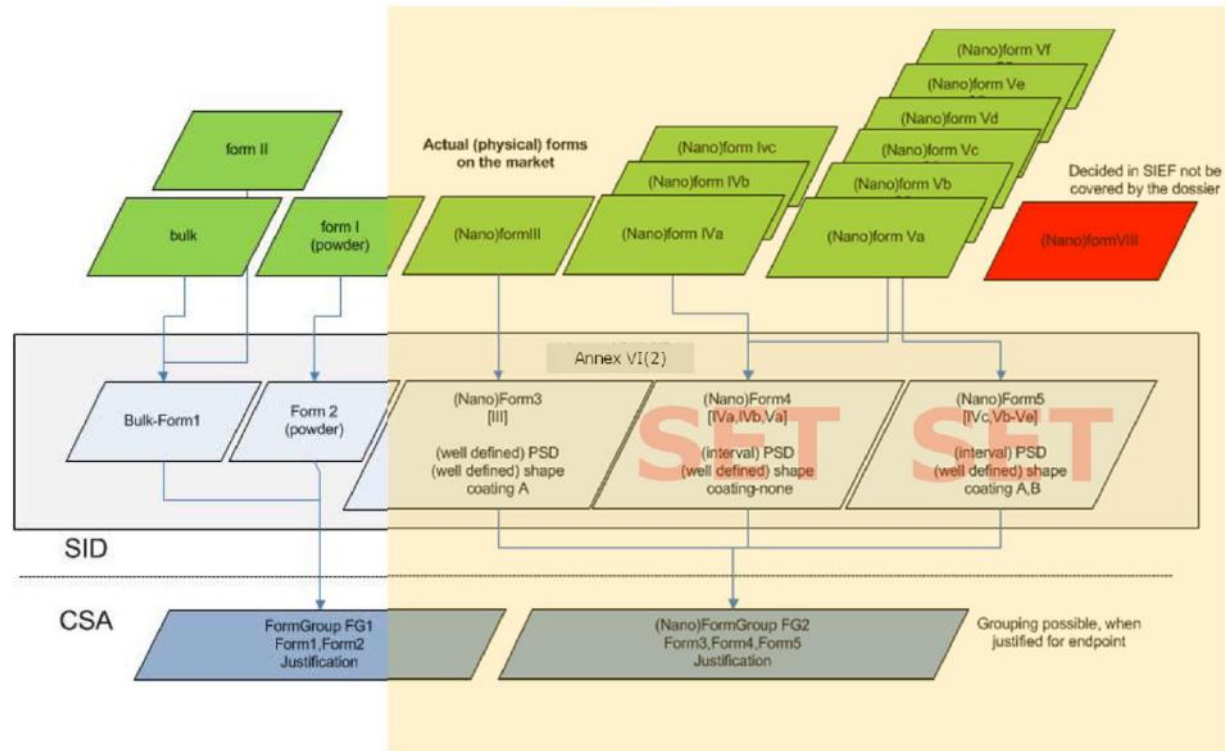 (Nano)form Vf
(Nano)form Ve
(Nano)form Vd
(Nano)form Vc
(Nano)form Vb
(Nano)form Va
(Nano)form Ivc
(Nano)form IVb
(Nano)form IVa
Actual (physical) forms
on the market
(Nano)formIII
form II
bulk
form I
(powder)
Decided in SIEF not be
covered by the dossier
(Nano)formVIII
Annex VI(2)
Bulk-Form1
Form 2
(powder)
(Nano)Form3
[III]
(well defined) PSD
(well defined) shape
coating A
(Nano)Form4
[IVa,IVb,Va]
SET
(interval) PSD
(well defined) shape
coating-none
(Nano)Form5
[IVc,Vb-Ve]
SET
(interval) PSD
(well defined) shape
coating A,B
SID
CSA
FormGroup FG1
Form1,Form2
Justification
(Nano)FormGroup FG2
Form3,Form4,Form5
Justification
Grouping possible, when
justified for endpoint